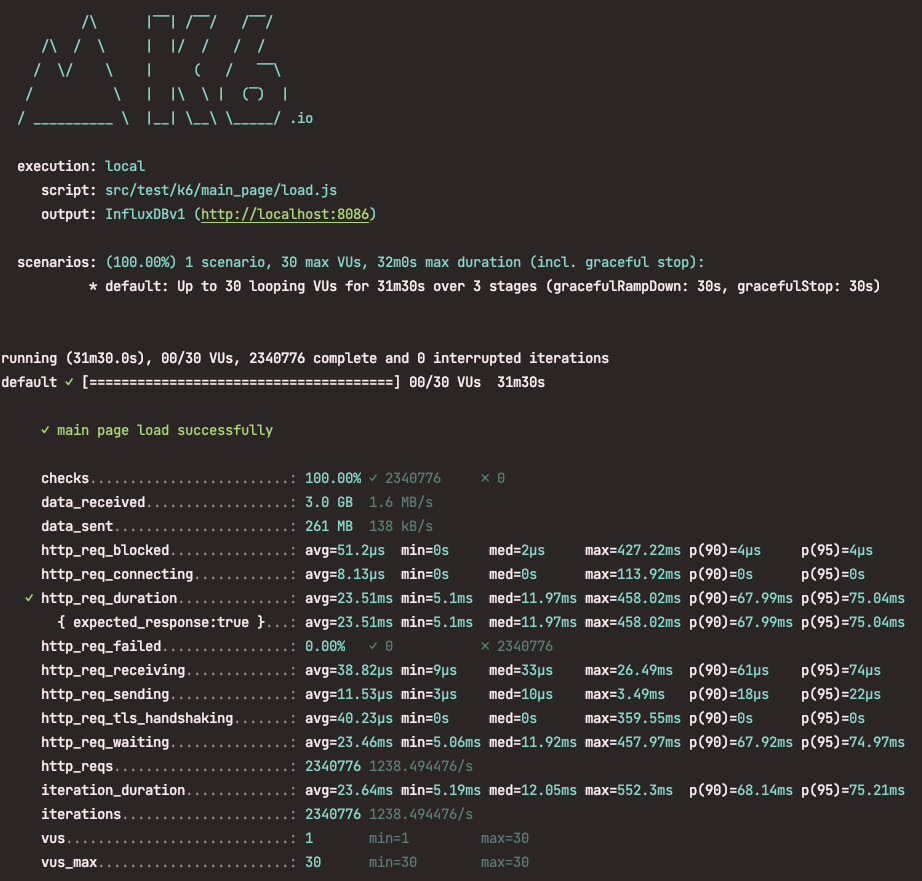 /\      |‾‾| /‾‾/   /‾‾/
/\  /  \     |  |/  /   /  /
/  \/    \    |     (   /   ‾‾\
/          \   |  |\  \ |  (‾)  |
/ __________ \  |__| \__\ \_____/ .io
execution: local
script: src/test/k6/main_page/load.js
output: InfluxDBv1 (http://localhost:8086)
scenarios: (100.00%) 1 scenario, 30 max VUs, 32m0s max duration (incl. graceful stop):
* default: Up to 30 looping VUs for 31m30s over 3 stages (gracefulRampDown: 30s, gracefulStop: 30s)
running (31m30.0s), 00/30 VUs, 2340776 complete and 0 interrupted iterations
default ✓ [======================================] 00/30 VUs  31m30s
✓ main page load successfully
checks.........................: 100.00% ✓ 2340776     ✕ 0
data_received..................: 3.0 GB  1.6 MB/s
data_sent......................: 261 MB  138 kB/s
http_req_blocked...............: avg=51.2µs  min=0s     med=2µs     max=427.22ms p(90)=4µs     p(95)=4µs
http_req_connecting............: avg=8.13µs  min=0s     med=0s      max=113.92ms p(90)=0s      p(95)=0s
✓ http_req_duration..............: avg=23.51ms min=5.1ms  med=11.97ms max=458.02ms p(90)=67.99ms p(95)=75.04ms
{ expected_response:true }...: avg=23.51ms min=5.1ms  med=11.97ms max=458.02ms p(90)=67.99ms p(95)=75.04ms
http_req_failed................: 0.00%   ✓ 0           ✕ 2340776
http_req_receiving.............: avg=38.82µs min=9µs    med=33µs    max=26.49ms  p(90)=61µs    p(95)=74µs
http_req_sending...............: avg=11.53µs min=3µs    med=10µs    max=3.49ms   p(90)=18µs    p(95)=22µs
http_req_tls_handshaking.......: avg=40.23µs min=0s     med=0s      max=359.55ms p(90)=0s      p(95)=0s
http_req_waiting...............: avg=23.46ms min=5.06ms med=11.92ms max=457.97ms p(90)=67.92ms p(95)=74.97ms
http_reqs......................: 2340776 1238.494476/s
iteration_duration.............: avg=23.64ms min=5.19ms med=12.05ms max=552.3ms  p(90)=68.14ms p(95)=75.21ms
iterations.....................: 2340776 1238.494476/s
vus............................: 1       min=1         max=30
vus_max........................: 30      min=30        max=30